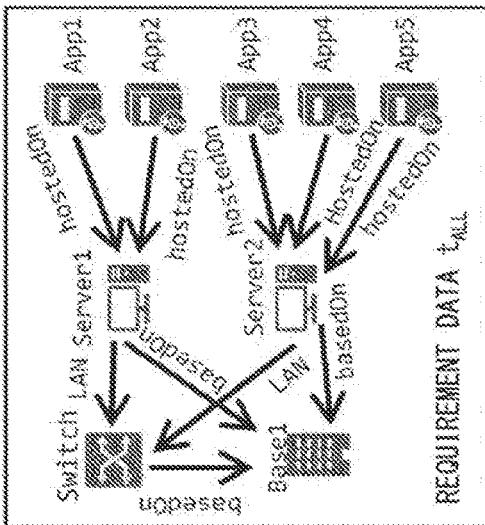 App1
App2
App3
App4
App5
hostedOn
hostedOn
hostedOn
HostedOn
hostedOn
Server1
Server2
LAN
basedOn
LAN
basedOn
Switch
Base1
basedOn
REQUIREMENT DATA tALL